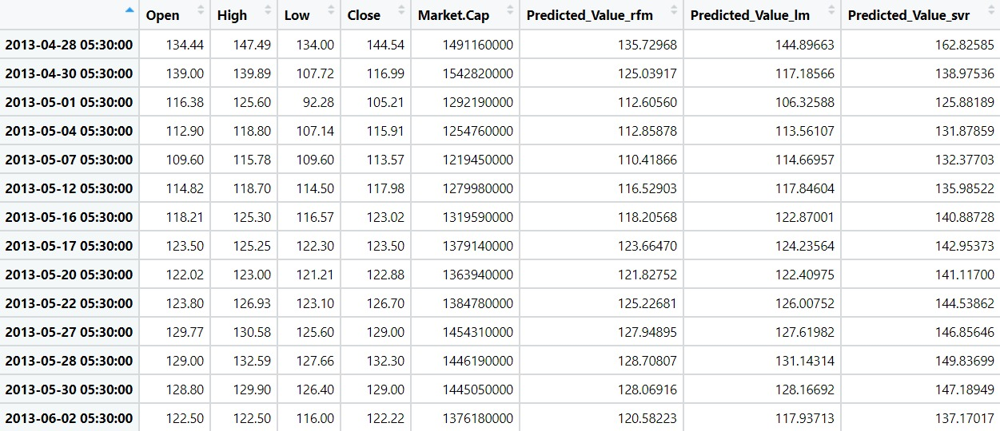 Open High Low Close Market.Cap Predicted_Value_rfm Predicted_Value_lm Predicted_Value_svr
2013-04-28 05:30:00 134.44 147.49 134.00 144.54 1491160000 135.72968 144.89663 162.82585
2013-04-30 05:30:00 139.00 139.89 107.72 116.99 1542820000 125.03917 117.18566 138.97536
2013-05-01 05:30:00 116.38 125.60 92.28 105.21 1292190000 112.60560 106.32588 125.88189
2013-05-04 05:30:00 112.90 118.80 107.14 115.91 1254760000 112.85878 113.56107 131.87859
2013-05-07 05:30:00 109.60 115.78 109.60 113.57 1219450000 110.41866 114.66957 132.37703
2013-05-12 05:30:00 114.82 118.70 114.50 117.98 1279980000 116.52903 117.84604 135.98522
2013-05-16 05:30:00 118.21 125.30 116.57 123.02 1319590000 118.20568 122.87001 140.88728
2013-05-17 05:30:00 123.50 125.25 122.30 123.50 1379140000 123.66470 124.23564 142.95373
2013-05-20 05:30:00 122.02 123.00 121.21 122.88 1363940000 121.82752 122.40975 141.11700
2013-05-22 05:30:00 123.80 126.93 123.10 126.70 1384780000 125.22681 126.00752 144.53862
2013-05-27 05:30:00 129.77 130.58 125.60 129.00 1454310000 127.94895 127.61982 146.85646
2013-05-28 05:30:00 129.00 132.59 127.66 132.30 1446190000 128.70807 131.14314 149.83699
2013-05-30 05:30:00 128.80 129.90 126.40 129.00 1445050000 128.06916 128.16692 147.18949
2013-06-02 05:30:00 122.50 122.50 116.00 122.22 1376180000 120.58223 117.93713 137.17017